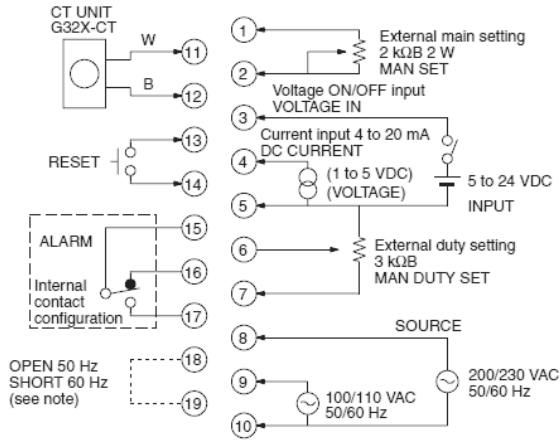 CT UNIT
G32X-CT
W
B
11
12
13
RESET
14
15
ALARM
16
Internal
contact
configuration
17
18
OPEN 50 Hz
SHORT 60 Hz
(see note)
19
1
External main setting
2 kΩB 2 W
MAN SET
2
Voltage ON/OFF input
VOLTAGE IN
3
Current input 4 to 20 mA
DC CURRENT
4
(1 to 5 VDC)
(VOLTAGE)
5 to 24 VDC
5
INPUT
6
External duty setting
3 kΩB
MAN DUTY SET
7
SOURCE
8
200/230 VAC
50/60 Hz
9
100/110 VAC
50/60 Hz
10